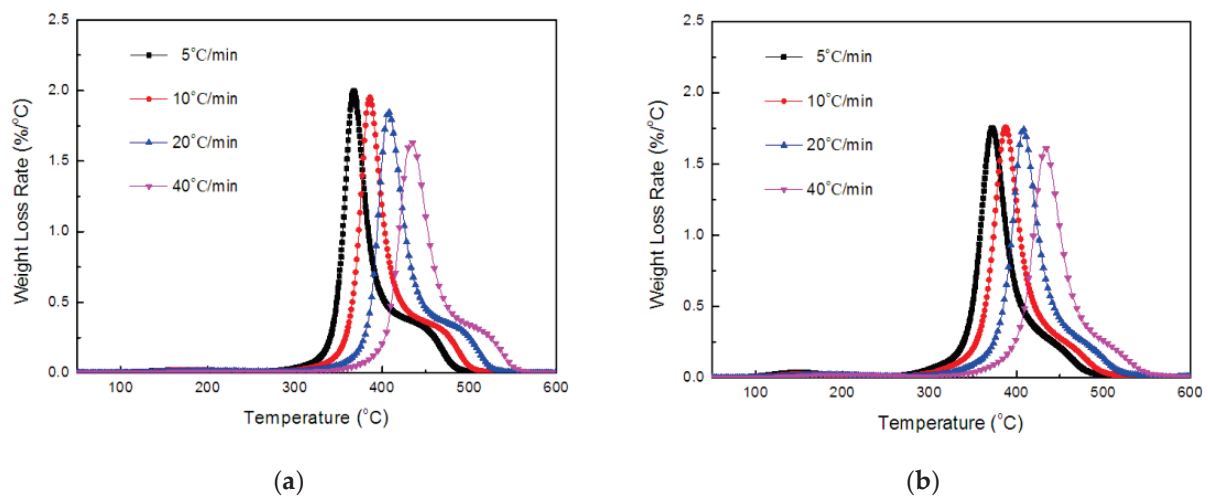 2.5
2.0
1.5
1.0
0.5
0.0
Weight Loss Rate (%/°C)
5°C/min
10°C/min
20°C/min
40°C/min
100
200
300
400
500
600
Temperature (°C)
(a)
2.5
2.0
1.5
1.0
0.5
0.0
Weight Loss Rate (%/°C)
5°C/min
10°C/min
20°C/min
40°C/min
100
200
300
400
500
600
Temperature (°C)
(b)